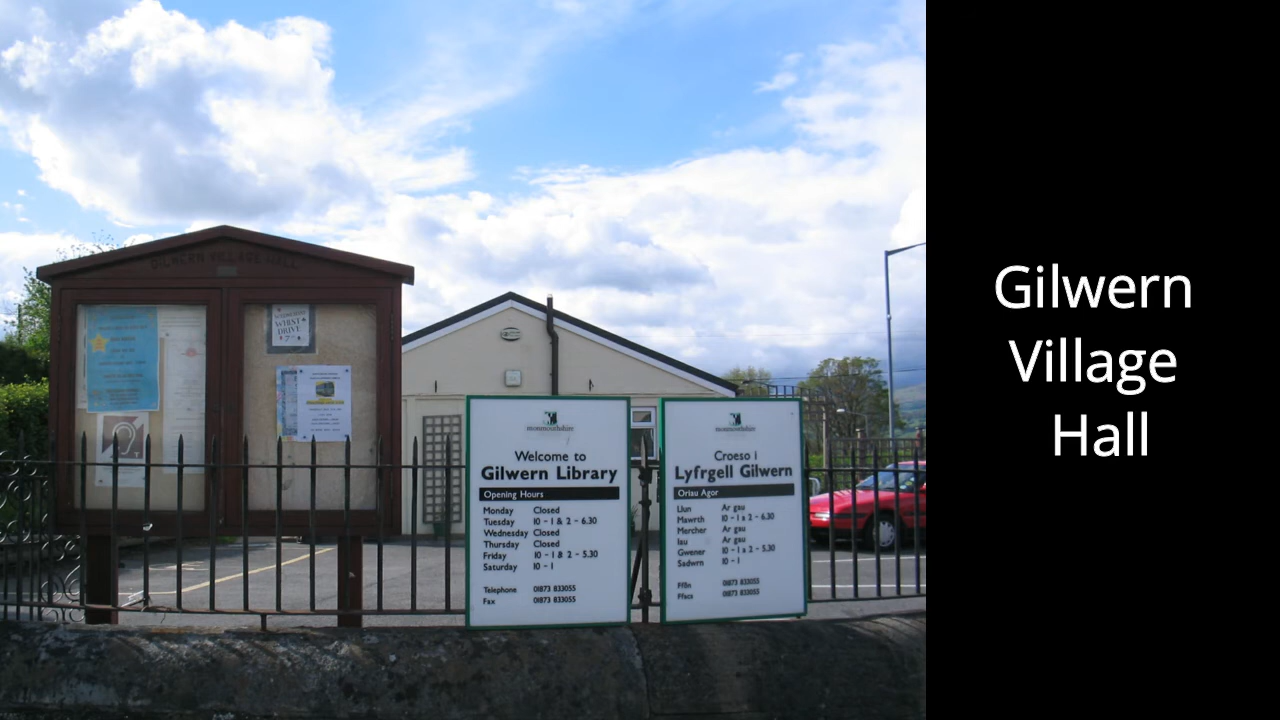 GILWERN VILLAGE HALL
WHIST
DRIVE
T
monmouthshire
Welcome to
Gilwern Library
Opening Hours
Monday Closed
Tuesday 10 - 1 & 2 - 6.30
Wednesday Closed
Thursday Closed
Friday 10 - 1 & 2 - 5.30
Saturday 10 - 1
Telephone 01873 833055
Fax 01873 833055
monmouthshire
Croeso i
Lyfrgell Gilwern
Oriau Agor
Llun Ar gau
Mawrth 10 - 1 a 2 - 6.30
Mercher Ar gau
Iau Ar gau
Gwener 10 - 1 a 2 - 5.30
Sadwrn 10 - 1
Ffôn 01873 833055
Ffacs 01873 833055
Gilwern
Village
Hall